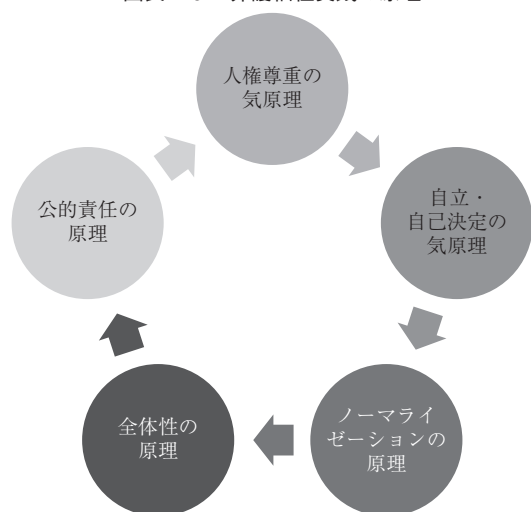 人権尊重の
気原理
自立・
自己決定の
気原理
ノーマライ
ゼーションの
原理
全体性の
原理
公的責任の
原理